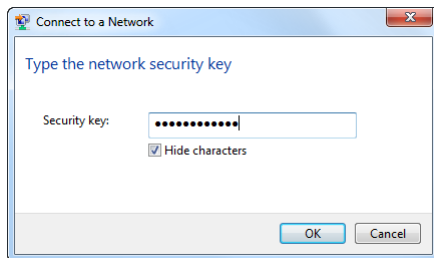 Connect to a Network
Type the network security key
Security key: ••••••••••••
Hide characters
OK Cancel